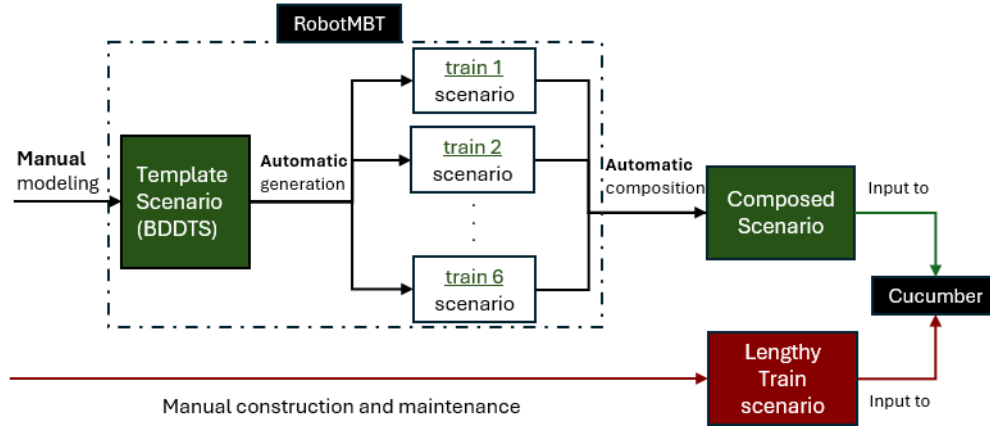 RobotMBT
train 1
scenario
Manual
modeling
Template
Scenario
(BDDTS)
Automatic
generation
train 2
scenario
.
.
.
train 6
scenario
Automatic
composition
Composed
Scenario
Input to
Cucumber
Lengthy
Train
scenario
Input to
Manual construction and maintenance